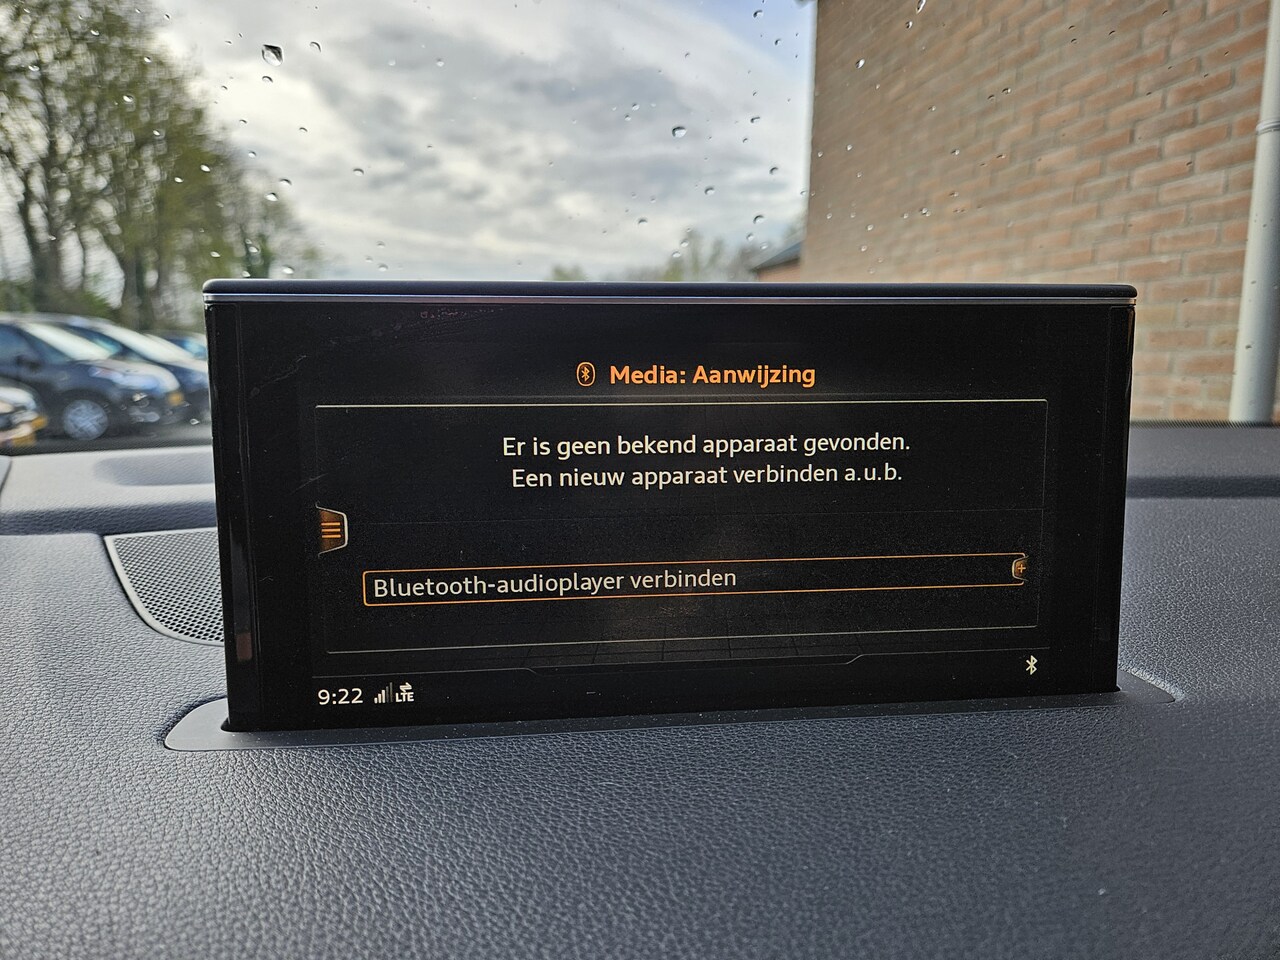 Media: Aanwijzing
Er is geen bekend apparaat gevonden.
Een nieuw apparaat verbinden a.u.b.
Bluetooth-audioplayer verbinden
9:22 LTE